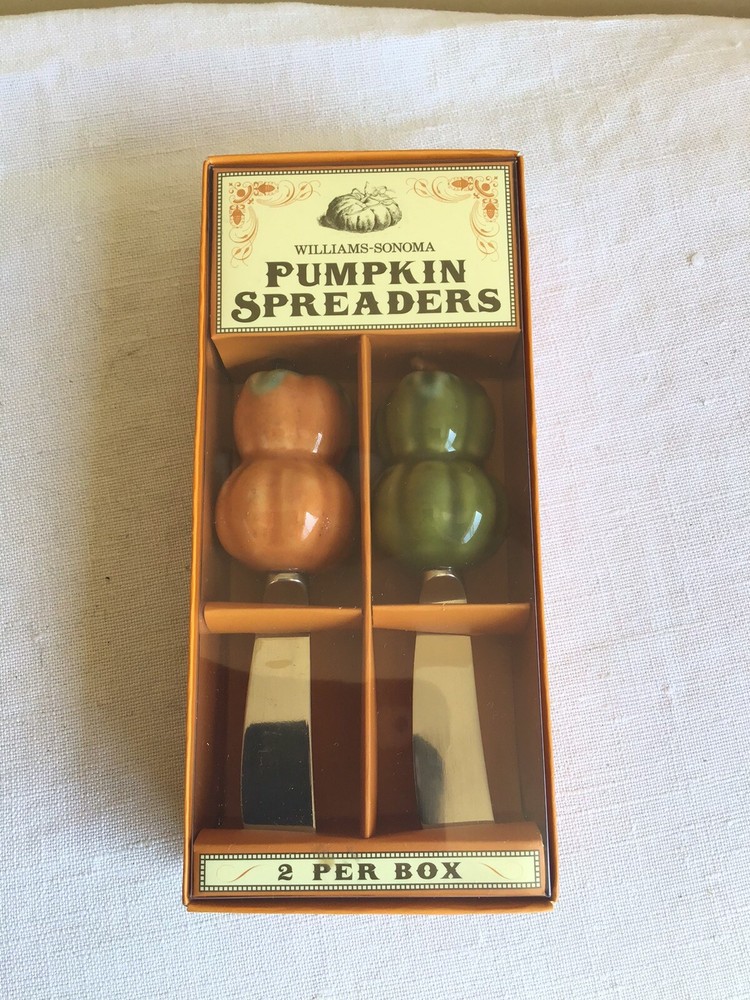 WILLIAMS-SONOMA
PUMPKIN
SPREADERS
2 PER BOX